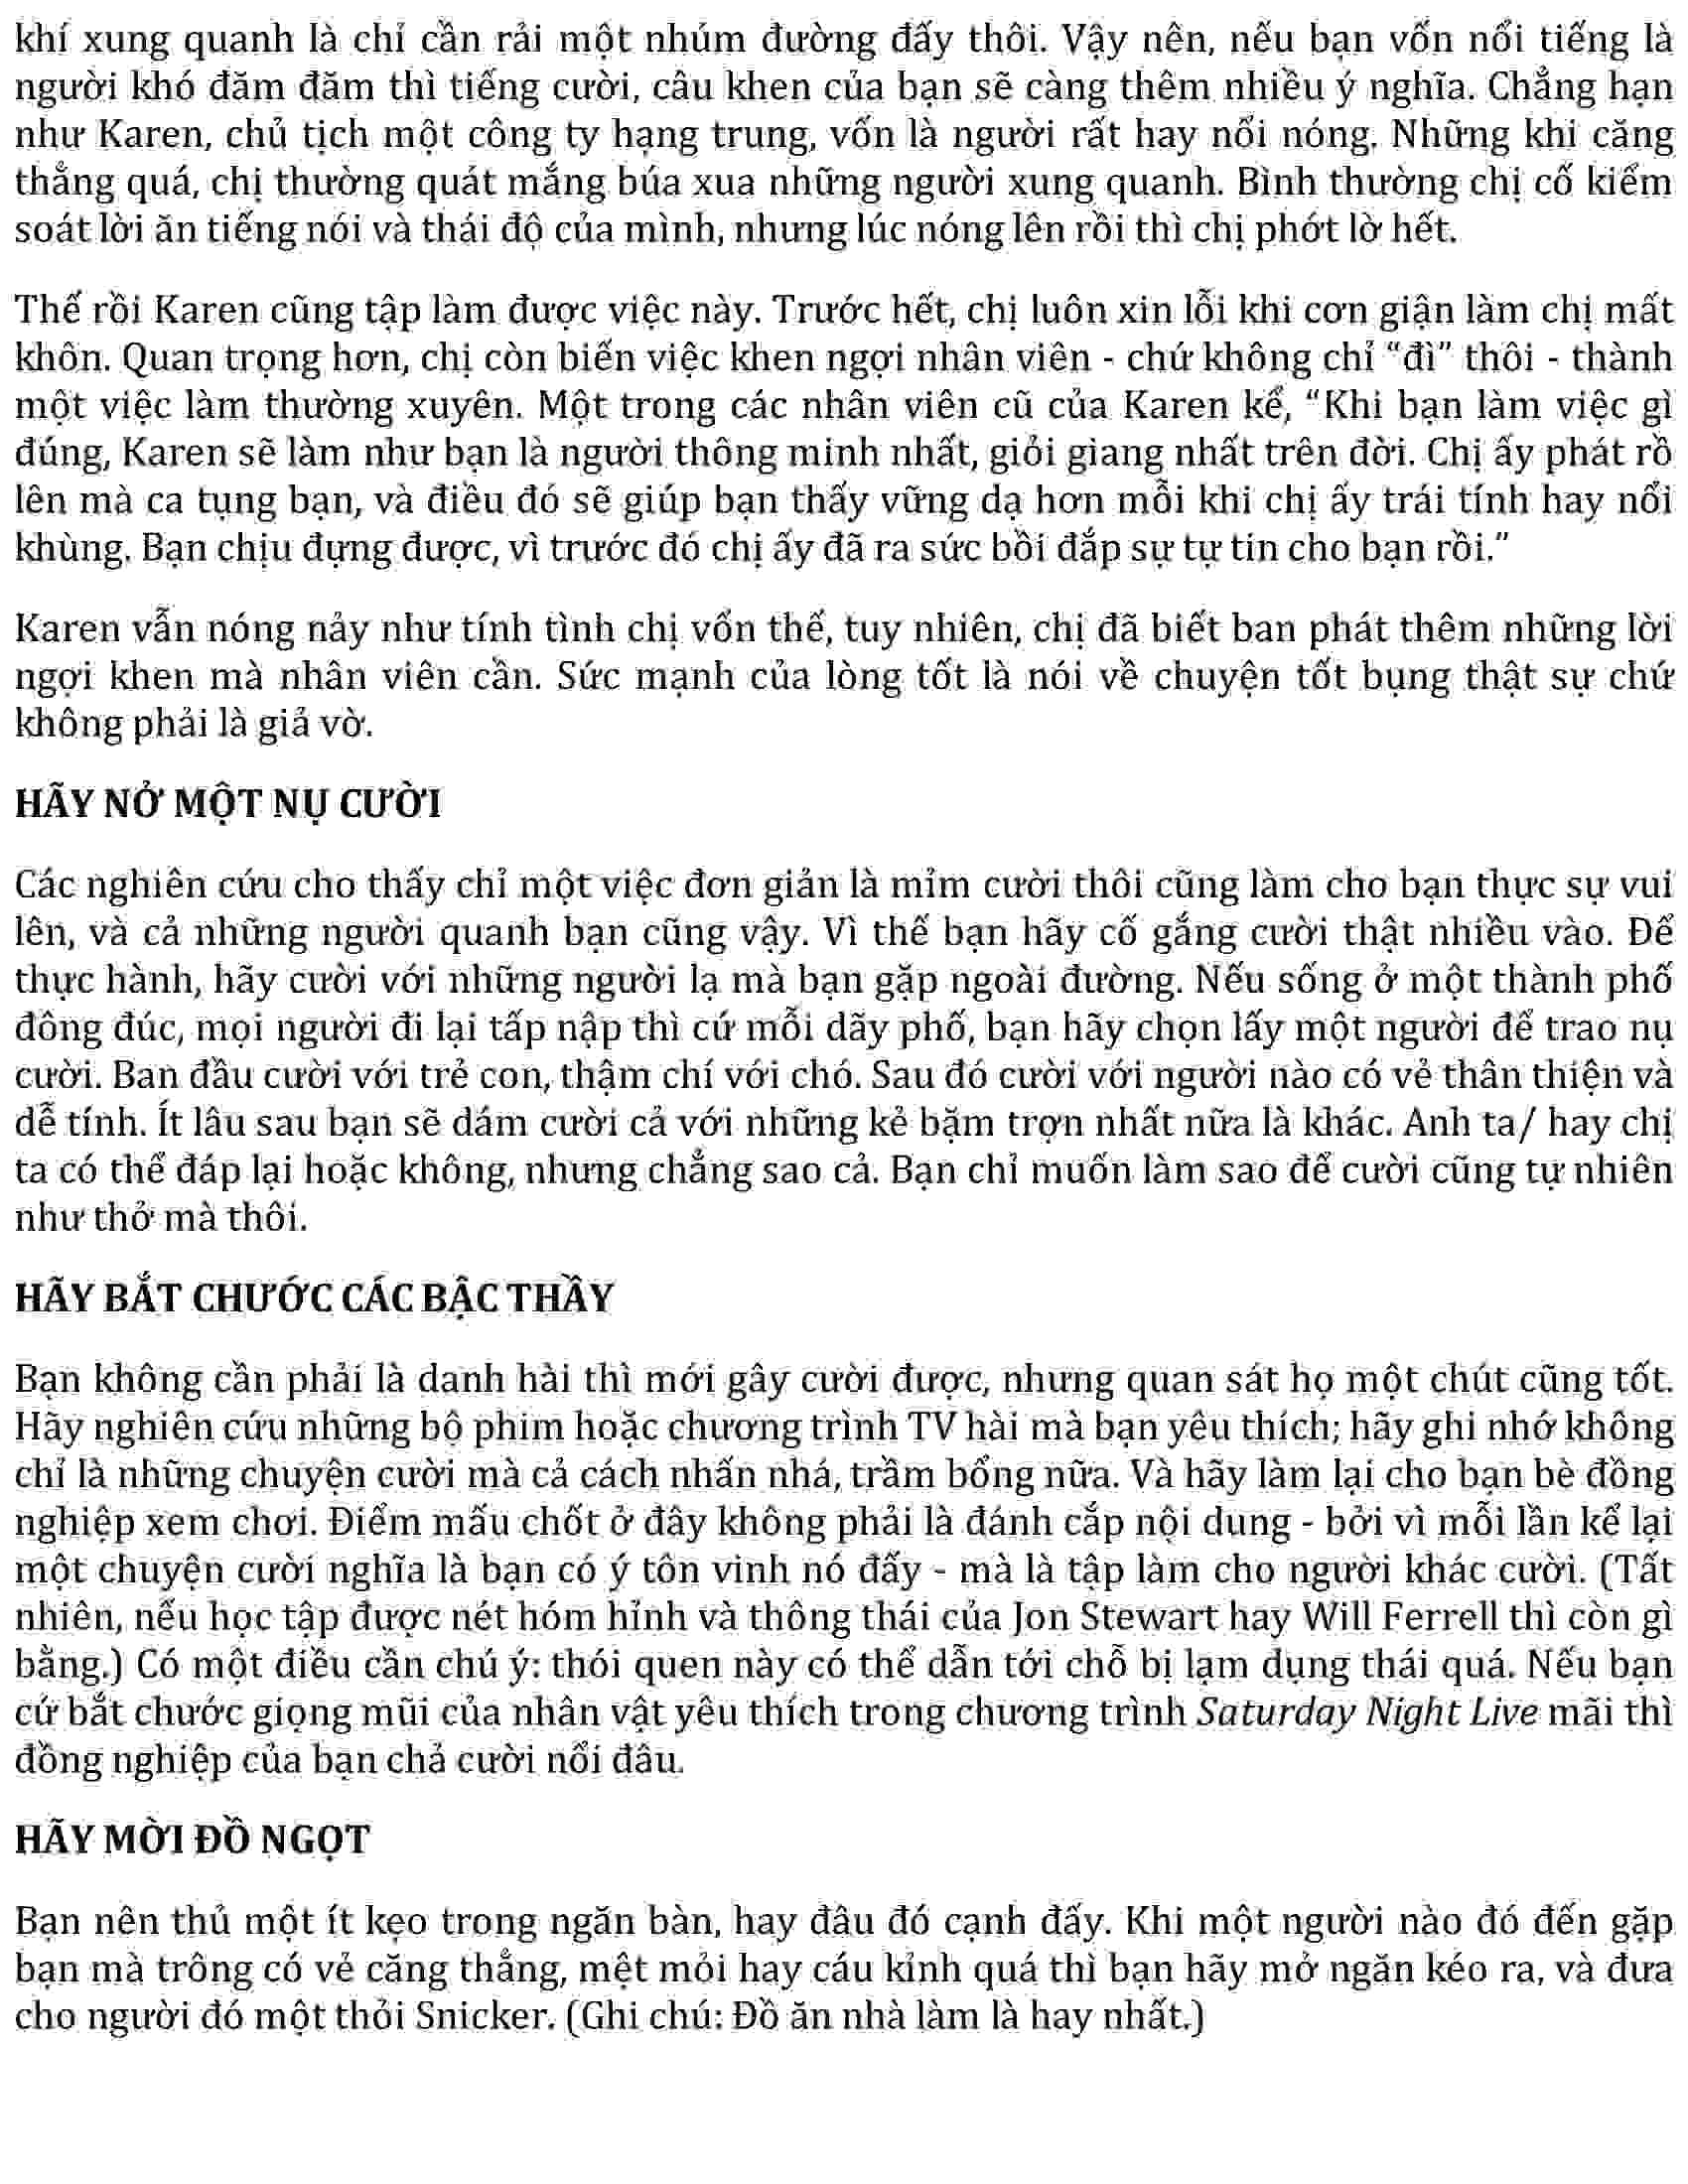 khí xung quanh là chỉ cần rải một nhúm đường đấy thôi. Vậy nên, nếu bạn vốn nổi tiếng là
người khó đăm đăm thì tiếng cười, câu khen của bạn sẽ càng thêm nhiều ý nghĩa. Chẳng hạn
như Karen, chủ tịch một công ty hạng trung, vốn là người rất hay nổi nóng. Những khi căng
thẳng quá, chị thường quát mắng búa xua những người xung quanh. Bình thường chị cố kiểm
soát lời ăn tiếng nói và thái độ của mình, nhưng lúc nóng lên rồi thì chị phớt lờ hết.
Thế rồi Karen cũng tập làm được việc này. Trước hết, chị luôn xin lỗi khi cơn giận làm chị mất
khôn. Quan trọng hơn, chị còn biến việc khen ngợi nhân viên - chứ không chỉ “đì” thôi - thành
một việc làm thường xuyên. Một trong các nhân viên cũ của Karen kể, “Khi bạn làm việc gì
đúng, Karen sẽ làm như bạn là người thông minh nhất, giỏi giang nhất trên đời. Chị ấy phát rồ
lên mà ca tụng bạn, và điều đó sẽ giúp bạn thấy vững dạ hơn mỗi khi chị ấy trái tính hay nổi
khùng. Bạn chịu đựng được, vì trước đó chị ấy đã ra sức bồi đắp sự tự tin cho bạn rồi.”
Karen vẫn nóng nảy như tính tình chị vốn thế, tuy nhiên, chị đã biết ban phát thêm những lời
ngợi khen mà nhân viên cần. Sức mạnh của lòng tốt là nói về chuyện tốt bụng thật sự chứ
không phải là giả vờ.
HÃY NỞ MỘT NỤ CƯỜI
Các nghiên cứu cho thấy chỉ một việc đơn giản là mỉm cười thôi cũng làm cho bạn thực sự vui
lên, và cả những người quanh bạn cũng vậy. Vì thế bạn hãy cố gắng cười thật nhiều vào. Để
thực hành, hãy cười với những người lạ mà bạn gặp ngoài đường. Nếu sống ở một thành phố
đông đúc, mọi người đi lại tấp nập thì cứ mỗi dãy phố, bạn hãy chọn lấy một người để trao nụ
cười. Ban đầu cười với trẻ con, thậm chí với chó. Sau đó cười với người nào có vẻ thân thiện và
dễ tính. Ít lâu sau bạn sẽ dám cười cả với những kẻ bặm trợn nhất nữa là khác. Anh ta/ hay chị
ta có thể đáp lại hoặc không, nhưng chẳng sao cả. Bạn chỉ muốn làm sao để cười cũng tự nhiên
như thở mà thôi.
HÃY BẮT CHƯỚC CÁC BẬC THẦY
Bạn không cần phải là danh hài thì mới gây cười được, nhưng quan sát họ một chút cũng tốt.
Hãy nghiên cứu những bộ phim hoặc chương trình TV hài mà bạn yêu thích; hãy ghi nhớ không
chỉ là những chuyện cười mà cả cách nhấn nhá, trầm bổng nữa. Và hãy làm lại cho bạn bè đồng
nghiệp xem chơi. Điểm mấu chốt ở đây không phải là đánh cắp nội dung - bởi vì mỗi lần kể lại
một chuyện cười nghĩa là bạn có ý tôn vinh nó đấy - mà là tập làm cho người khác cười. (Tất
nhiên, nếu học tập được nét hóm hỉnh và thông thái của Jon Stewart hay Will Ferrell thì còn gì
bằng.) Có một điều cần chú ý: thói quen này có thể dẫn tới chỗ bị lạm dụng thái quá. Nếu bạn
cứ bắt chước giọng mũi của nhân vật yêu thích trong chương trình Saturday Night Live mãi thì
đồng nghiệp của bạn chả cười nổi đâu.
HÃY MỜI ĐỒ NGỌT
Bạn nên thủ một ít kẹo trong ngăn bàn, hay đâu đó cạnh đấy. Khi một người nào đó đến gặp
bạn mà trông có vẻ căng thẳng, mệt mỏi hay cáu kỉnh quá thì bạn hãy mở ngăn kéo ra, và đưa
cho người đó một thỏi Snicker. (Ghi chú: Đồ ăn nhà làm là hay nhất.)